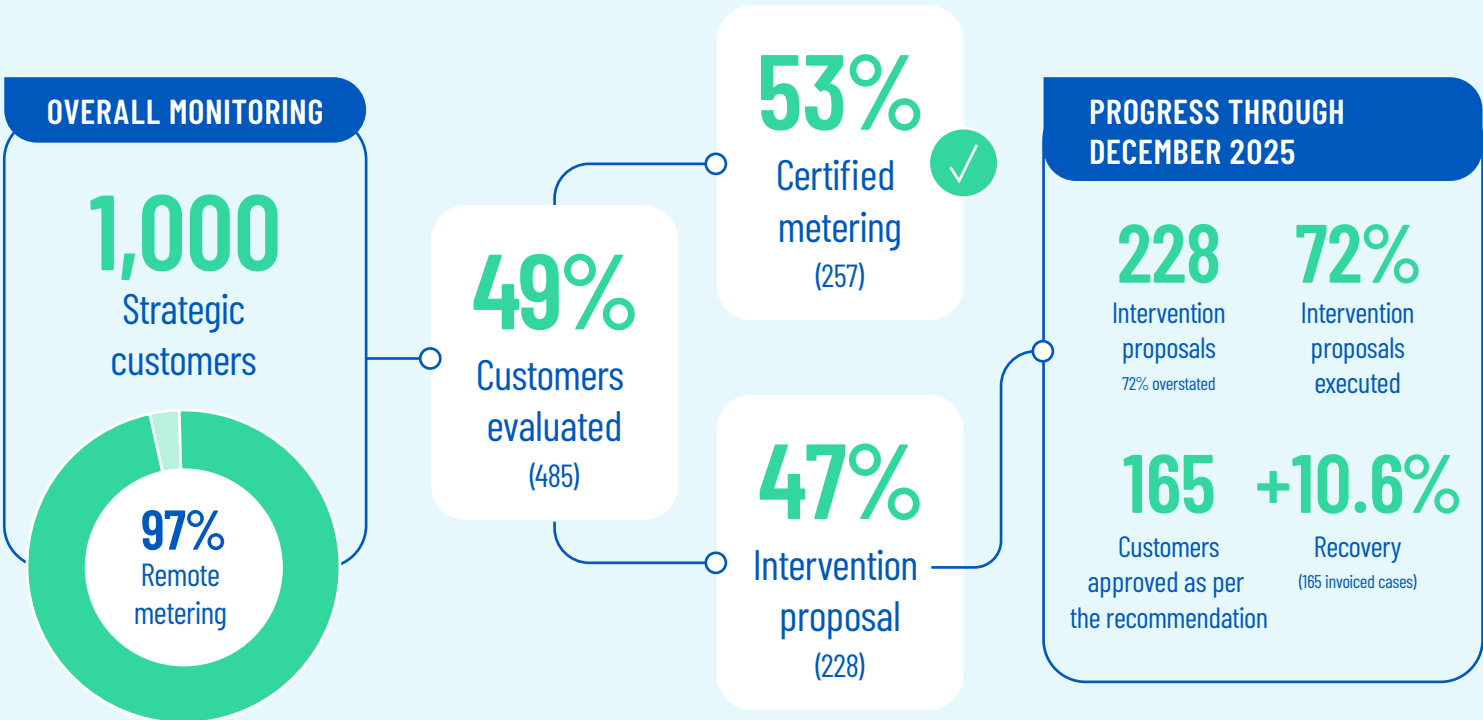 OVERALL MONITORING
1,000
Strategic
customers
97%
Remote
metering
49%
Customers
evaluated
(485)
53%
Certified
metering
(257)
47%
Intervention
proposal
(228)
PROGRESS THROUGH
DECEMBER 2025
228
Intervention
proposals
72% overstated
72%
Intervention
proposals
executed
165
Customers
approved as per
the recommendation
+10.6%
Recovery
(165 invoiced cases)